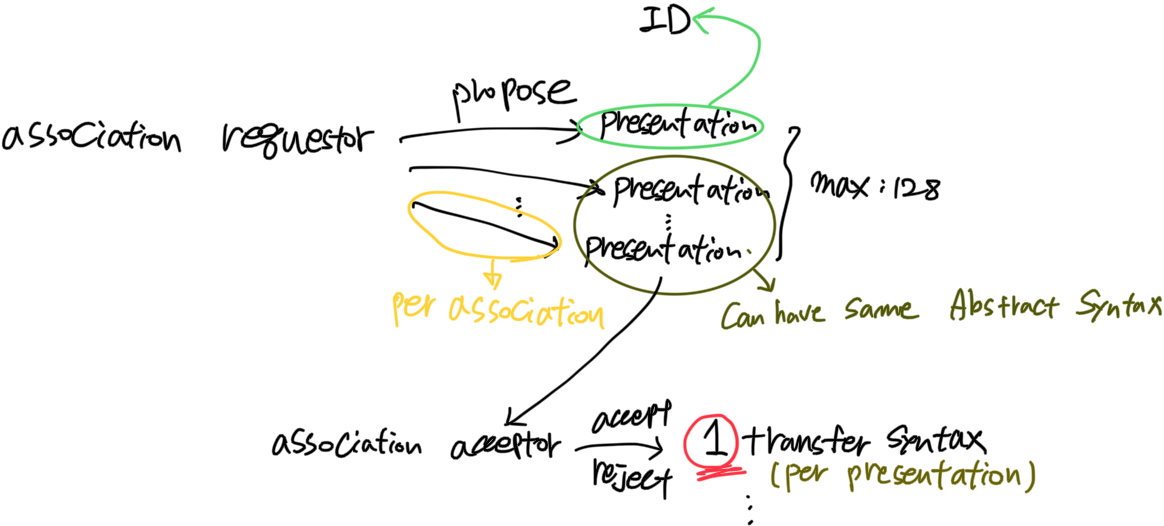 ID
propose
association requestor
presentation
presentation
max : 128
presentation.
per association
Can have same Abstract Syntax
association acceptor
accept
reject
1 transfer syntax
(per presentation)